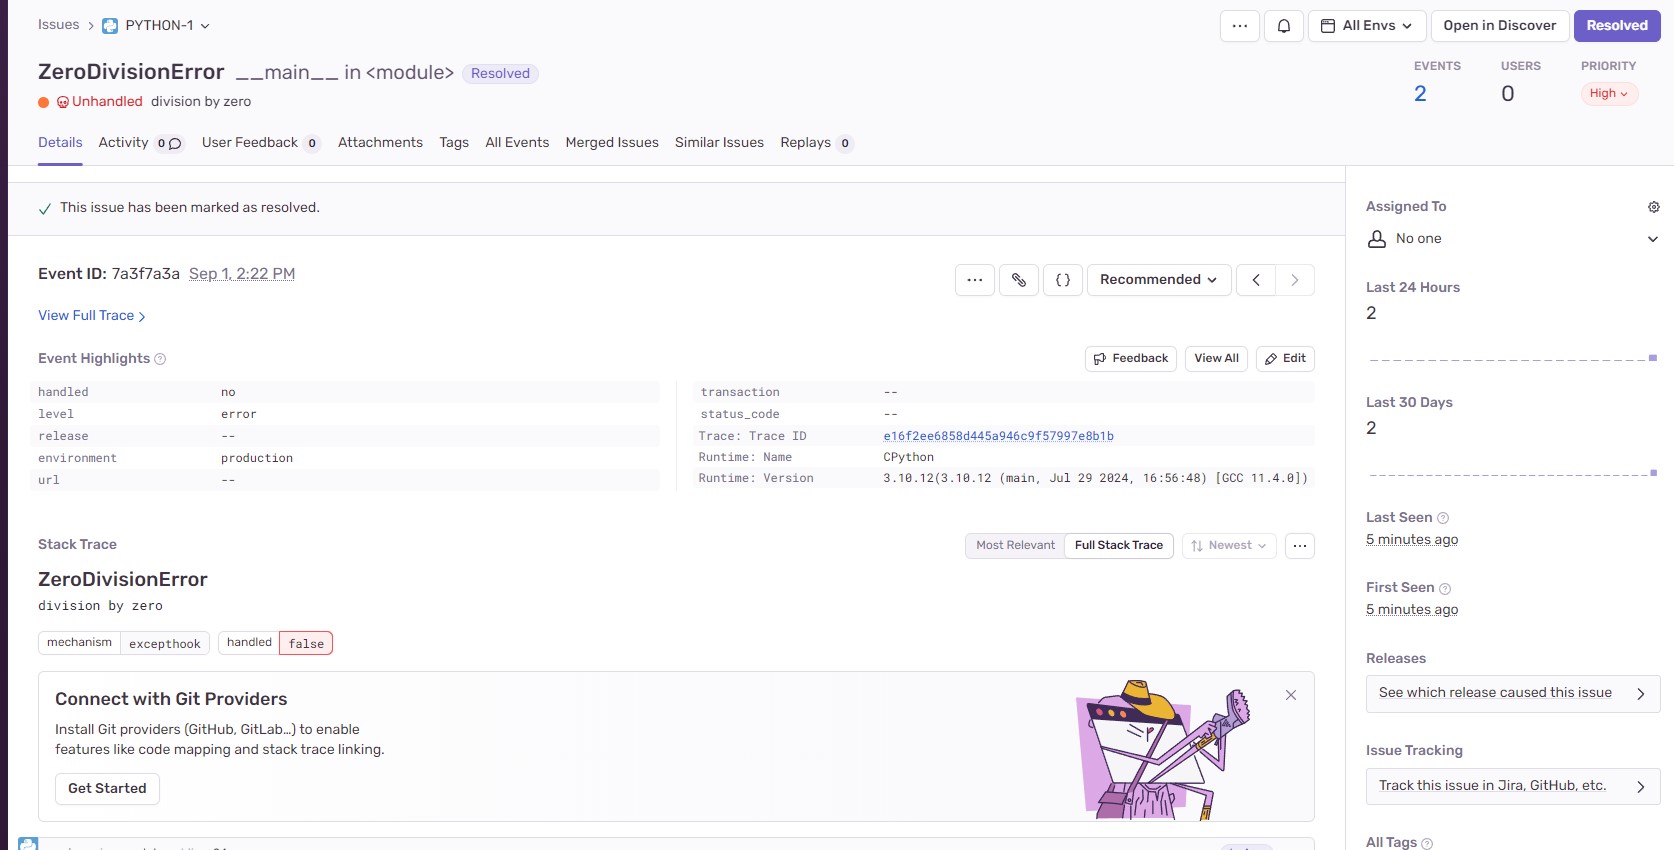 Issues > PYTHON-1
All Envs
Open in Discover
Resolved
ZeroDivisionError __main__ in <module> Resolved
Unhandled division by zero
EVENTS USERS PRIORITY
2 0 High
Details Activity 0 User Feedback 0 Attachments Tags All Events Merged Issues Similar Issues Replays 0
This issue has been marked as resolved.
Event ID: 7a3f7a3a Sep 1, 2:22 PM
... {} Recommended < >
View Full Trace >
Event Highlights ?
Feedback View All Edit
handled no
level error
release --
environment production
url --
transaction --
status_code --
Trace: Trace ID e16f2ee6858d445a946c9f57997e8b1b
Runtime: Name CPython
Runtime: Version 3.10.12(3.10.12 (main, Jul 29 2024, 16:56:48) [GCC 11.4.0])
Stack Trace
Most Relevant Full Stack Trace Newest ...
ZeroDivisionError
division by zero
mechanism excepthook handled false
Connect with Git Providers
Install Git providers (GitHub, GitLab…) to enable
features like code mapping and stack trace linking.
Get Started
Assigned To
No one
Last 24 Hours
2
Last 30 Days
2
Last Seen ?
5 minutes ago
First Seen ?
5 minutes ago
Releases
See which release caused this issue >
Issue Tracking
Track this issue in Jira, GitHub, etc. >
All Tags ?